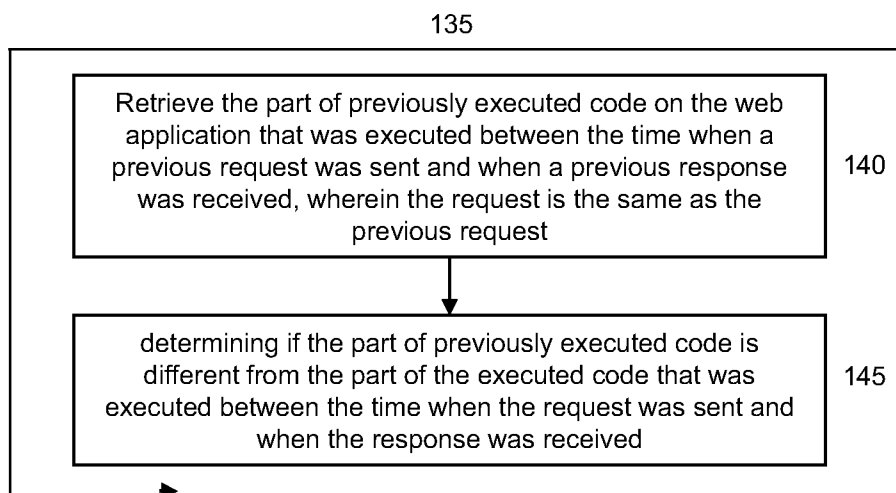 135
Retrieve the part of previously executed code on the web
application that was executed between the time when a
previous request was sent and when a previous response
was received, wherein the request is the same as the
previous request
140
determining if the part of previously executed code is
different from the part of the executed code that was
executed between the time when the request was sent and
when the response was received
145